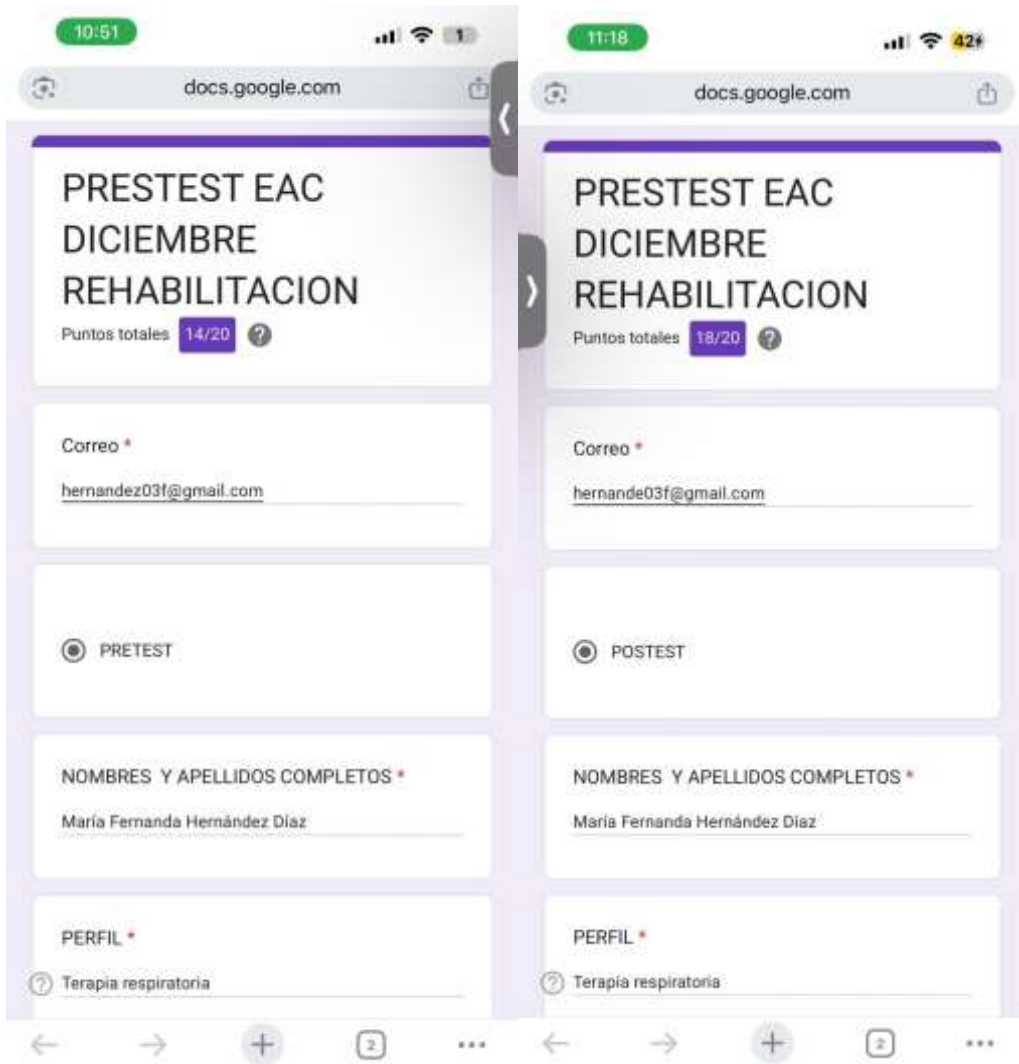 10:51
1
docs.google.com
PRESTEST EAC
DICIEMBRE
REHABILITACION
Puntos totales 14/20
Correo *
hernandez03f@gmail.com
PRETEST
NOMBRES Y APELLIDOS COMPLETOS *
María Fernanda Hernández Díaz
PERFIL *
Terapia respiratoria
2
11:18
42
docs.google.com
PRESTEST EAC
DICIEMBRE
REHABILITACION
Puntos totales 18/20
Correo *
hernande03f@gmail.com
POSTEST
NOMBRES Y APELLIDOS COMPLETOS *
María Fernanda Hernández Díaz
PERFIL *
Terapia respiratoria
2